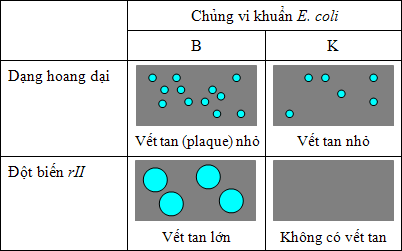 Chủng vi khuẩn E. coli
B K
Dạng hoang dại
Vết tan (plaque) nhỏ Vết tan nhỏ
Đột biến rII
Vết tan lớn Không có vết tan